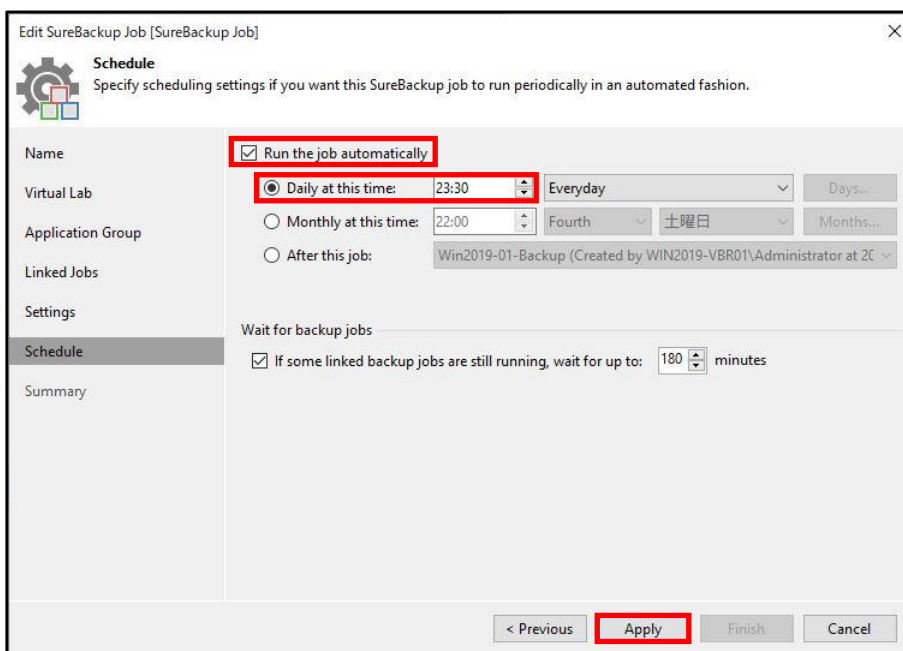 Edit SureBackup Job [SureBackup Job]
Schedule
Specify scheduling settings if you want this SureBackup job to run periodically in an automated fashion.
Name
Virtual Lab
Application Group
Linked Jobs
Settings
Schedule
Summary
Run the job automatically
Daily at this time: 23:30 Everyday Days...
Monthly at this time: 22:00 Fourth 土曜日 Months...
After this job: Win2019-01-Backup (Created by WIN2019-VBR01\Administrator at
Wait for backup jobs
If some linked backup jobs are still running, wait for up to: 180 minutes
< Previous Apply Finish Cancel